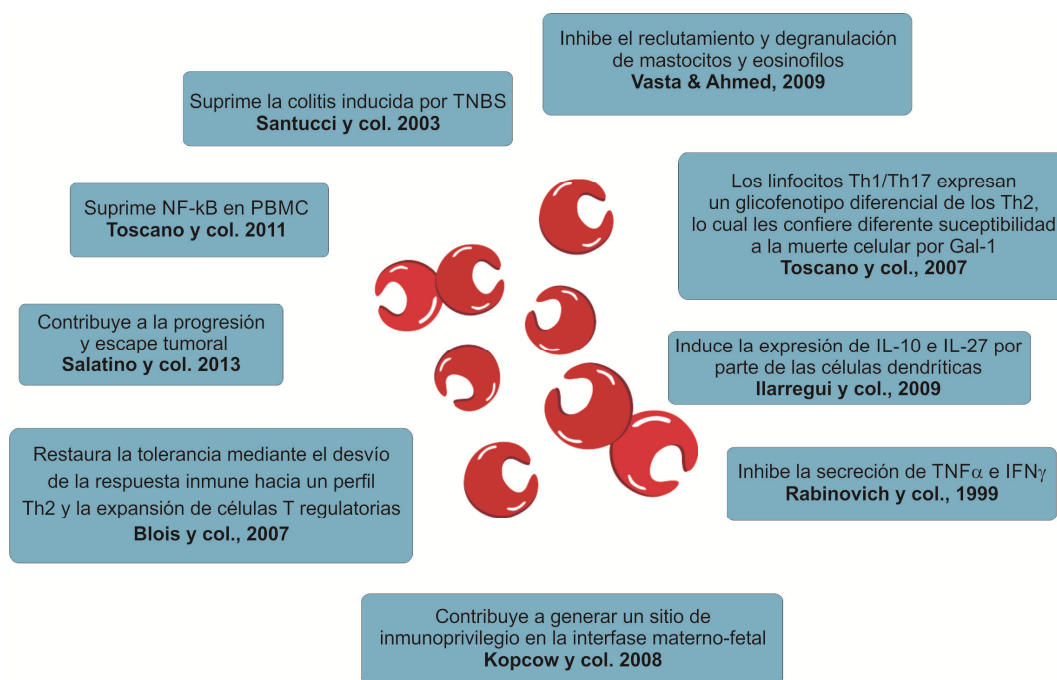 Inhibe el reclutamiento y degranulación
de mastocitos y eosinofilos
Vasta & Ahmed, 2009
Suprime la colitis inducida por TNBS
Santucci y col. 2003
Los linfocitos Th1/Th17 expresan
un glicofenotipo diferencial de los Th2,
lo cual les confiere diferente suceptibilidad
a la muerte celular por Gal-1
Toscano y col., 2007
Suprime NF-kB en PBMC
Toscano y col. 2011
Contribuye a la progresión
y escape tumoral
Salatino y col. 2013
Induce la expresión de IL-10 e IL-27 por
parte de las células dendríticas
Ilarregui y col., 2009
Restaura la tolerancia mediante el desvío
de la respuesta inmune hacia un perfil
Th2 y la expansión de células T regulatorias
Blois y col., 2007
Inhibe la secreción de TNFα e IFNγ
Rabinovich y col., 1999
Contribuye a generar un sitio de
inmunoprivilegio en la interfase materno-fetal
Kopcow y col. 2008